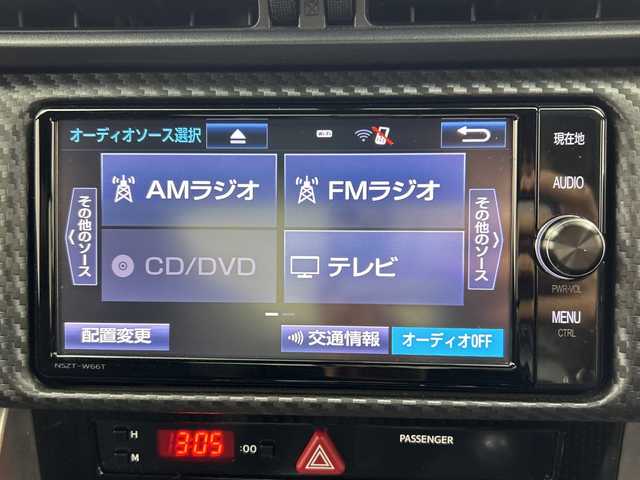 オーディオソース選択
Wi-Fi
現在地
AMラジオ
FMラジオ
AUDIO
その他のソース
その他のソース
CD/DVD
テレビ
PWR-VOL
配置変更
交通情報
オーディオOFF
MENU
CTRL
NSZT-W66T
H
M
13:05
:00
PASSENGER